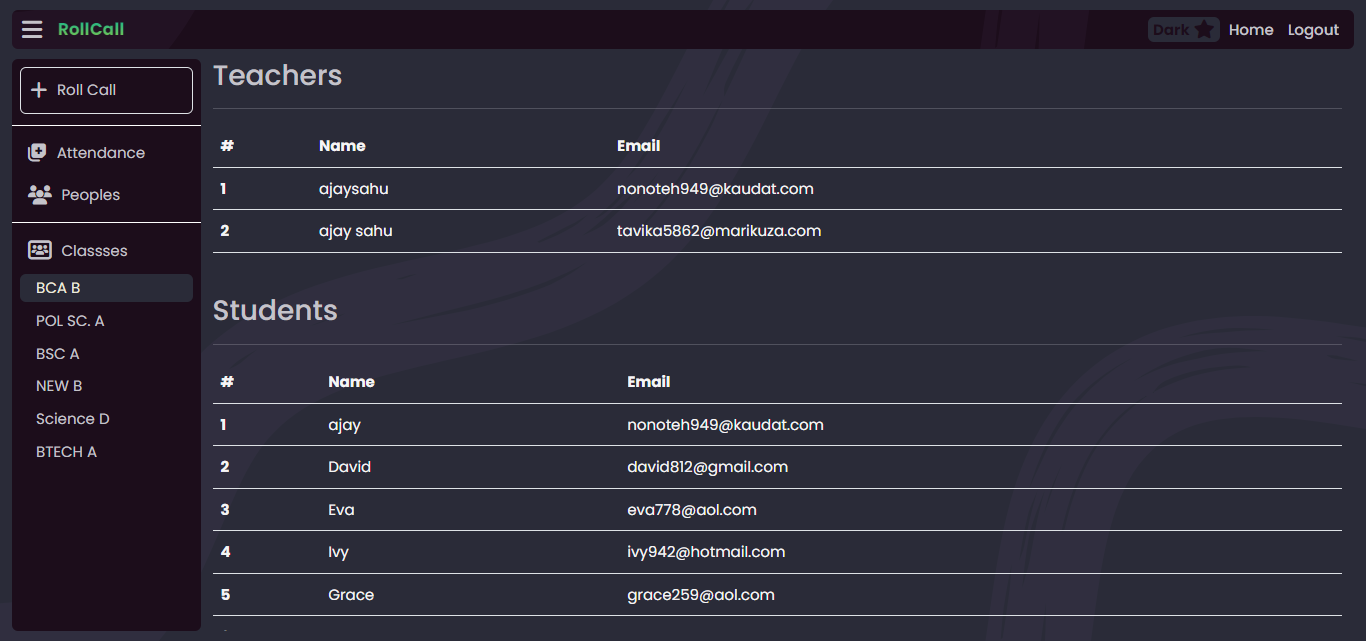 RollCall Dark Home Logout
Roll Call
Attendance
Peoples
Classses
BCA B
POL SC. A
BSC A
NEW B
Science D
BTECH A
Teachers
# Name Email
1 ajaysahu nonoteh949@kaudat.com
2 ajay sahu tavika5862@marikuza.com
Students
# Name Email
1 ajay nonoteh949@kaudat.com
2 David david812@gmail.com
3 Eva eva778@aol.com
4 Ivy ivy942@hotmail.com
5 Grace grace259@aol.com